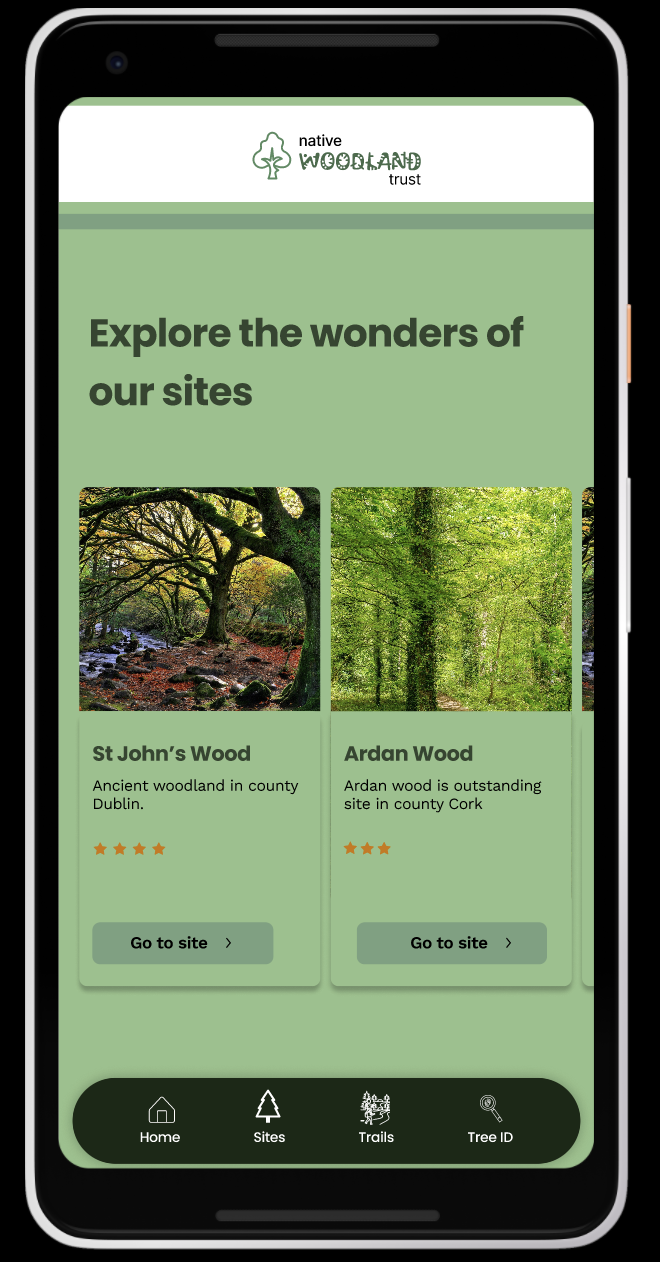 native
WOODLAND
trust
Explore the wonders of
our sites
St John’s Wood
Ancient woodland in county
Dublin.
Go to site
Ardan Wood
Ardan wood is outstanding
site in county Cork
Go to site
Home
Sites
Trails
Tree ID